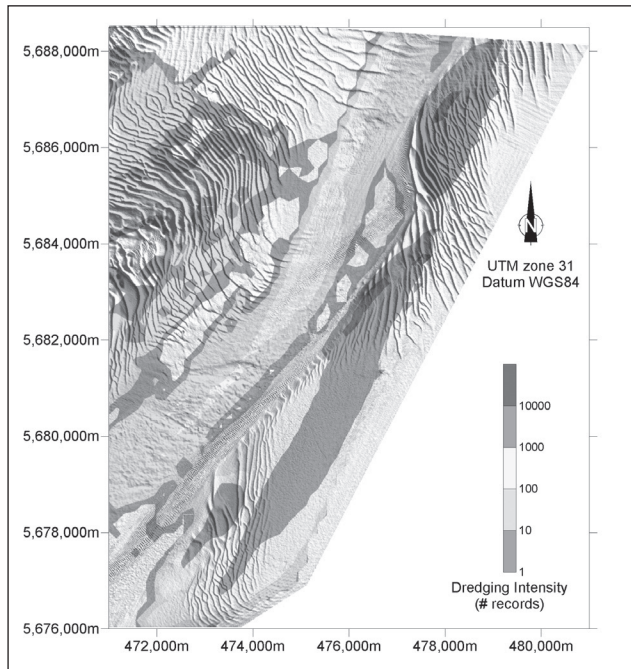 5,688,000m
5,686,000m
5,684,000m
5,682,000m
5,680,000m
5,678,000m
5,676,000m
472,000m 474,000m 476,000m 478,000m 480,000m
N
UTM zone 31
Datum WGS84
10000
1000
100
10
1
Dredging Intensity
(# records)